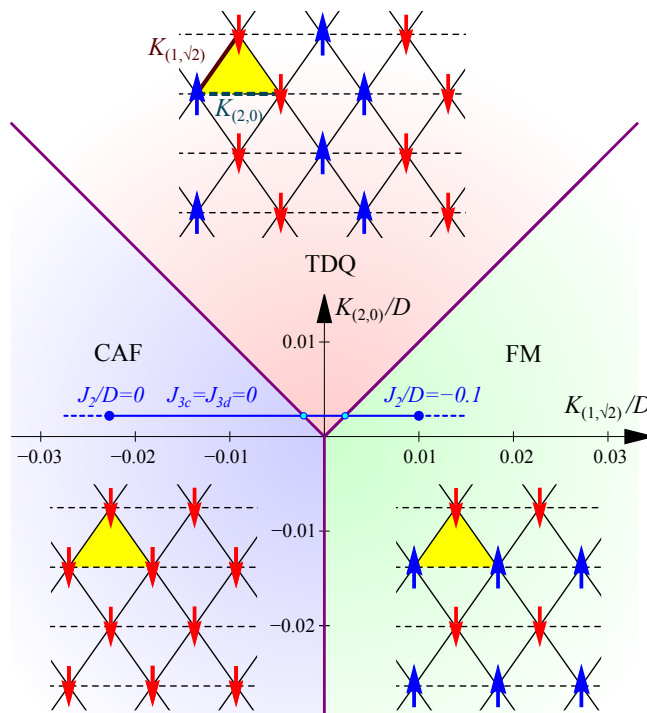 K(1,√2)
K(2,0)
TDQ
K(2,0)/D
0.01
CAF
FM
J2/D=0
J3c=J3d=0
J2/D=−0.1
K(1,√2)/D
−0.03
−0.02
−0.01
0.01
0.02
0.03
−0.01
−0.02